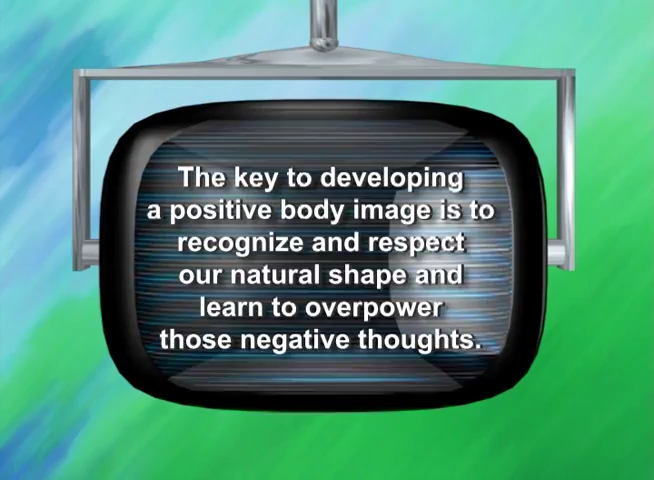 The key to developing
a positive body image is to
recognize and respect
our natural shape and
learn to overpower
those negative thoughts.